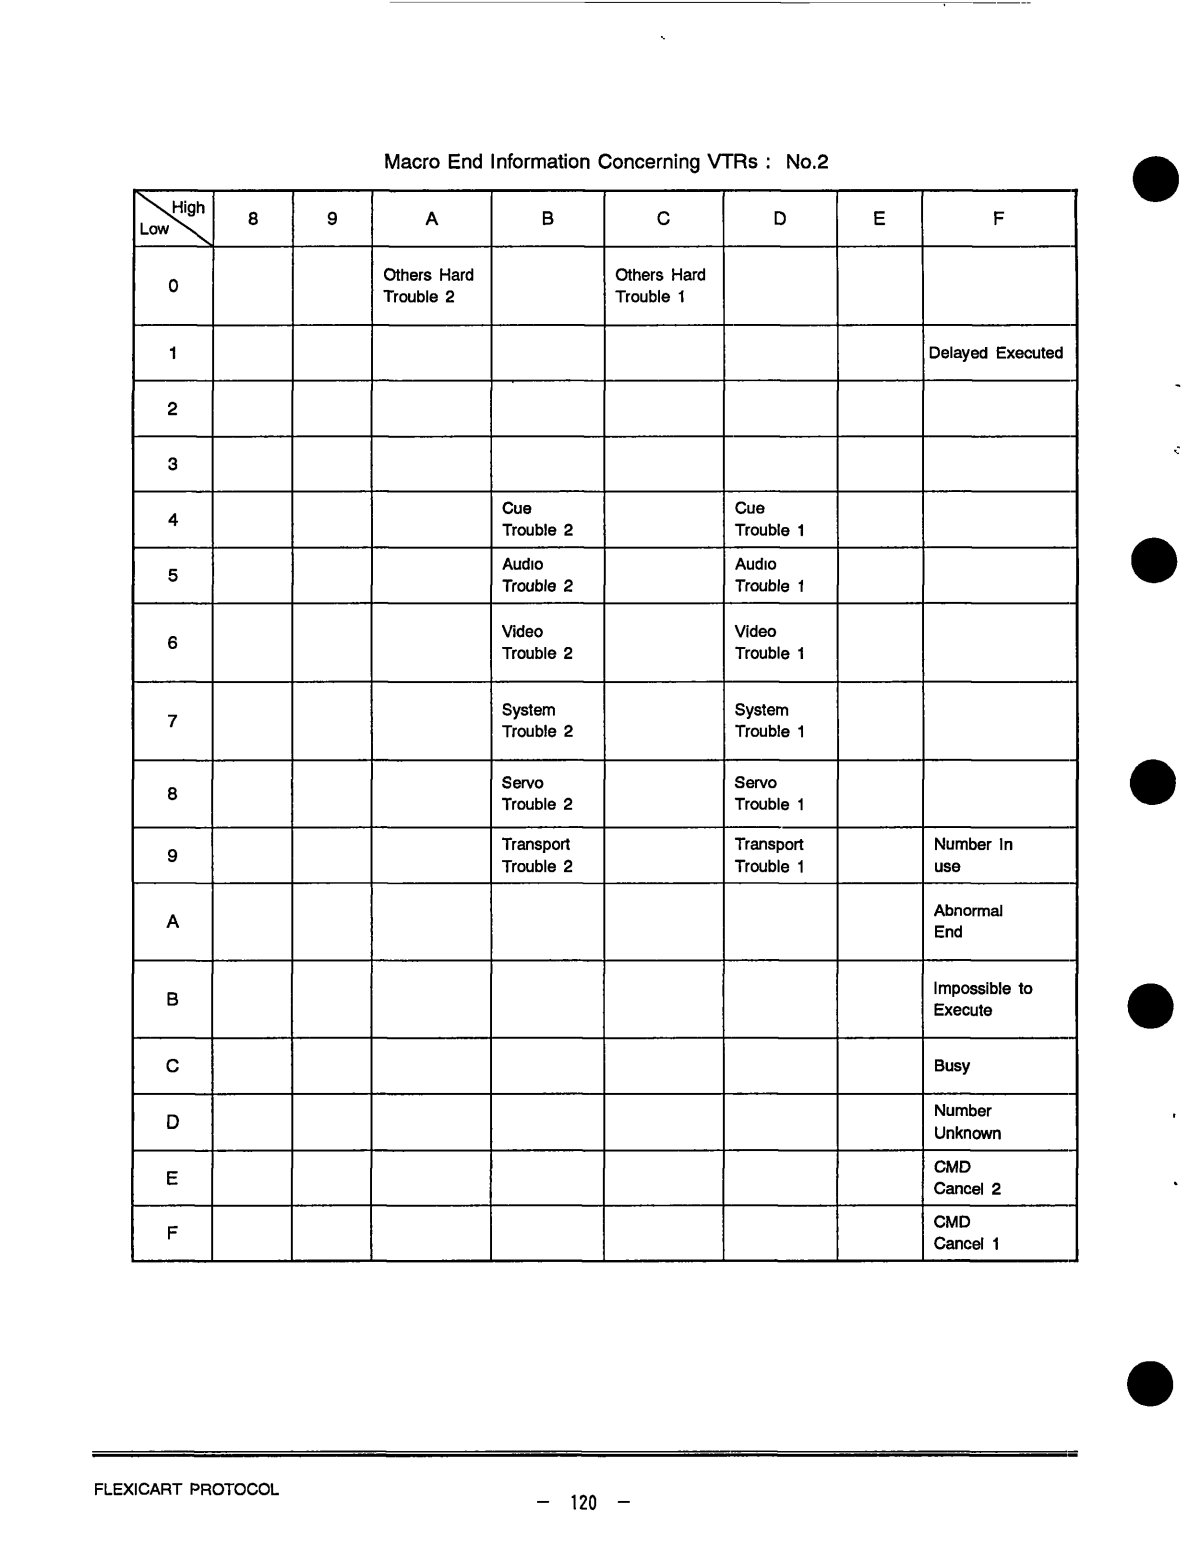 Macro End Information Concerning VTRs : No.2
High
Low
8 9 A B C D E F
0
Others Hard
Trouble 2
Others Hard
Trouble 1
1
Delayed Executed
2
3
4
Cue
Trouble 2
Cue
Trouble 1
5
Audio
Trouble 2
Audio
Trouble 1
6
Video
Trouble 2
Video
Trouble 1
7
System
Trouble 2
System
Trouble 1
8
Servo
Trouble 2
Servo
Trouble 1
9
Transport
Trouble 2
Transport
Trouble 1
Number In
use
A
Abnormal
End
B
Impossible to
Execute
C
Busy
D
Number
Unknown
E
CMD
Cancel 2
F
CMD
Cancel 1
FLEXICART PROTOCOL
– 120 –